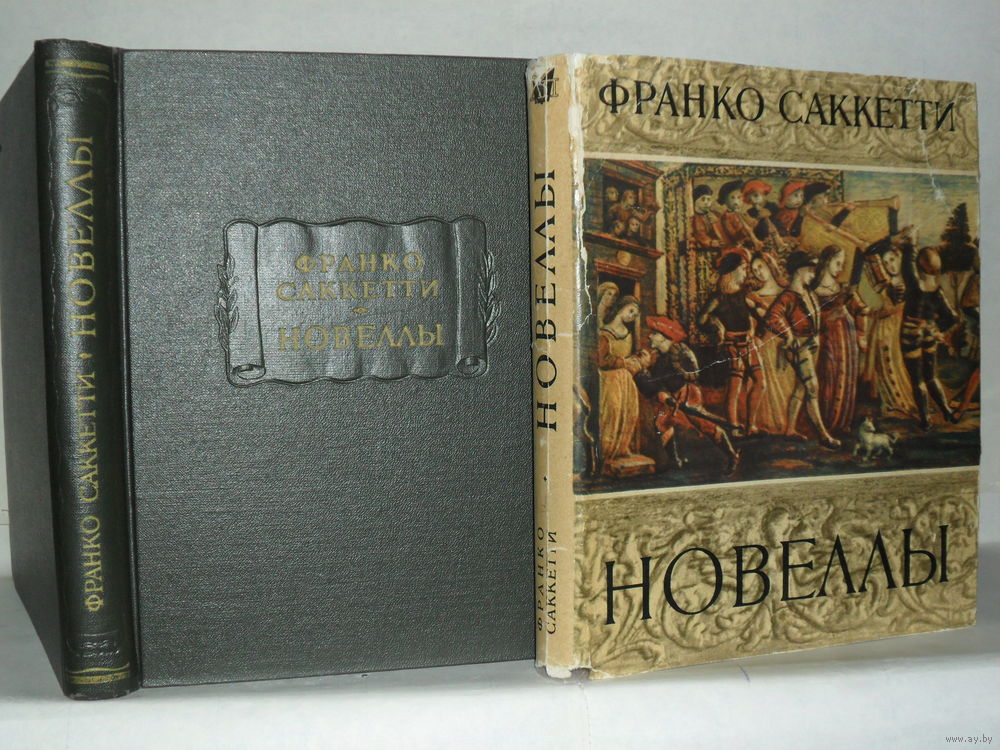 ФРАНКО САККЕТТИ · НОВЕЛЛЫ
ФРАНКО
САККЕТТИ
НОВЕЛЛЫ
ФРАНКО
САККЕТТИ
· НОВЕЛЛЫ
ФРАНКО САККЕТТИ
НОВЕЛЛЫ
www.ay.by